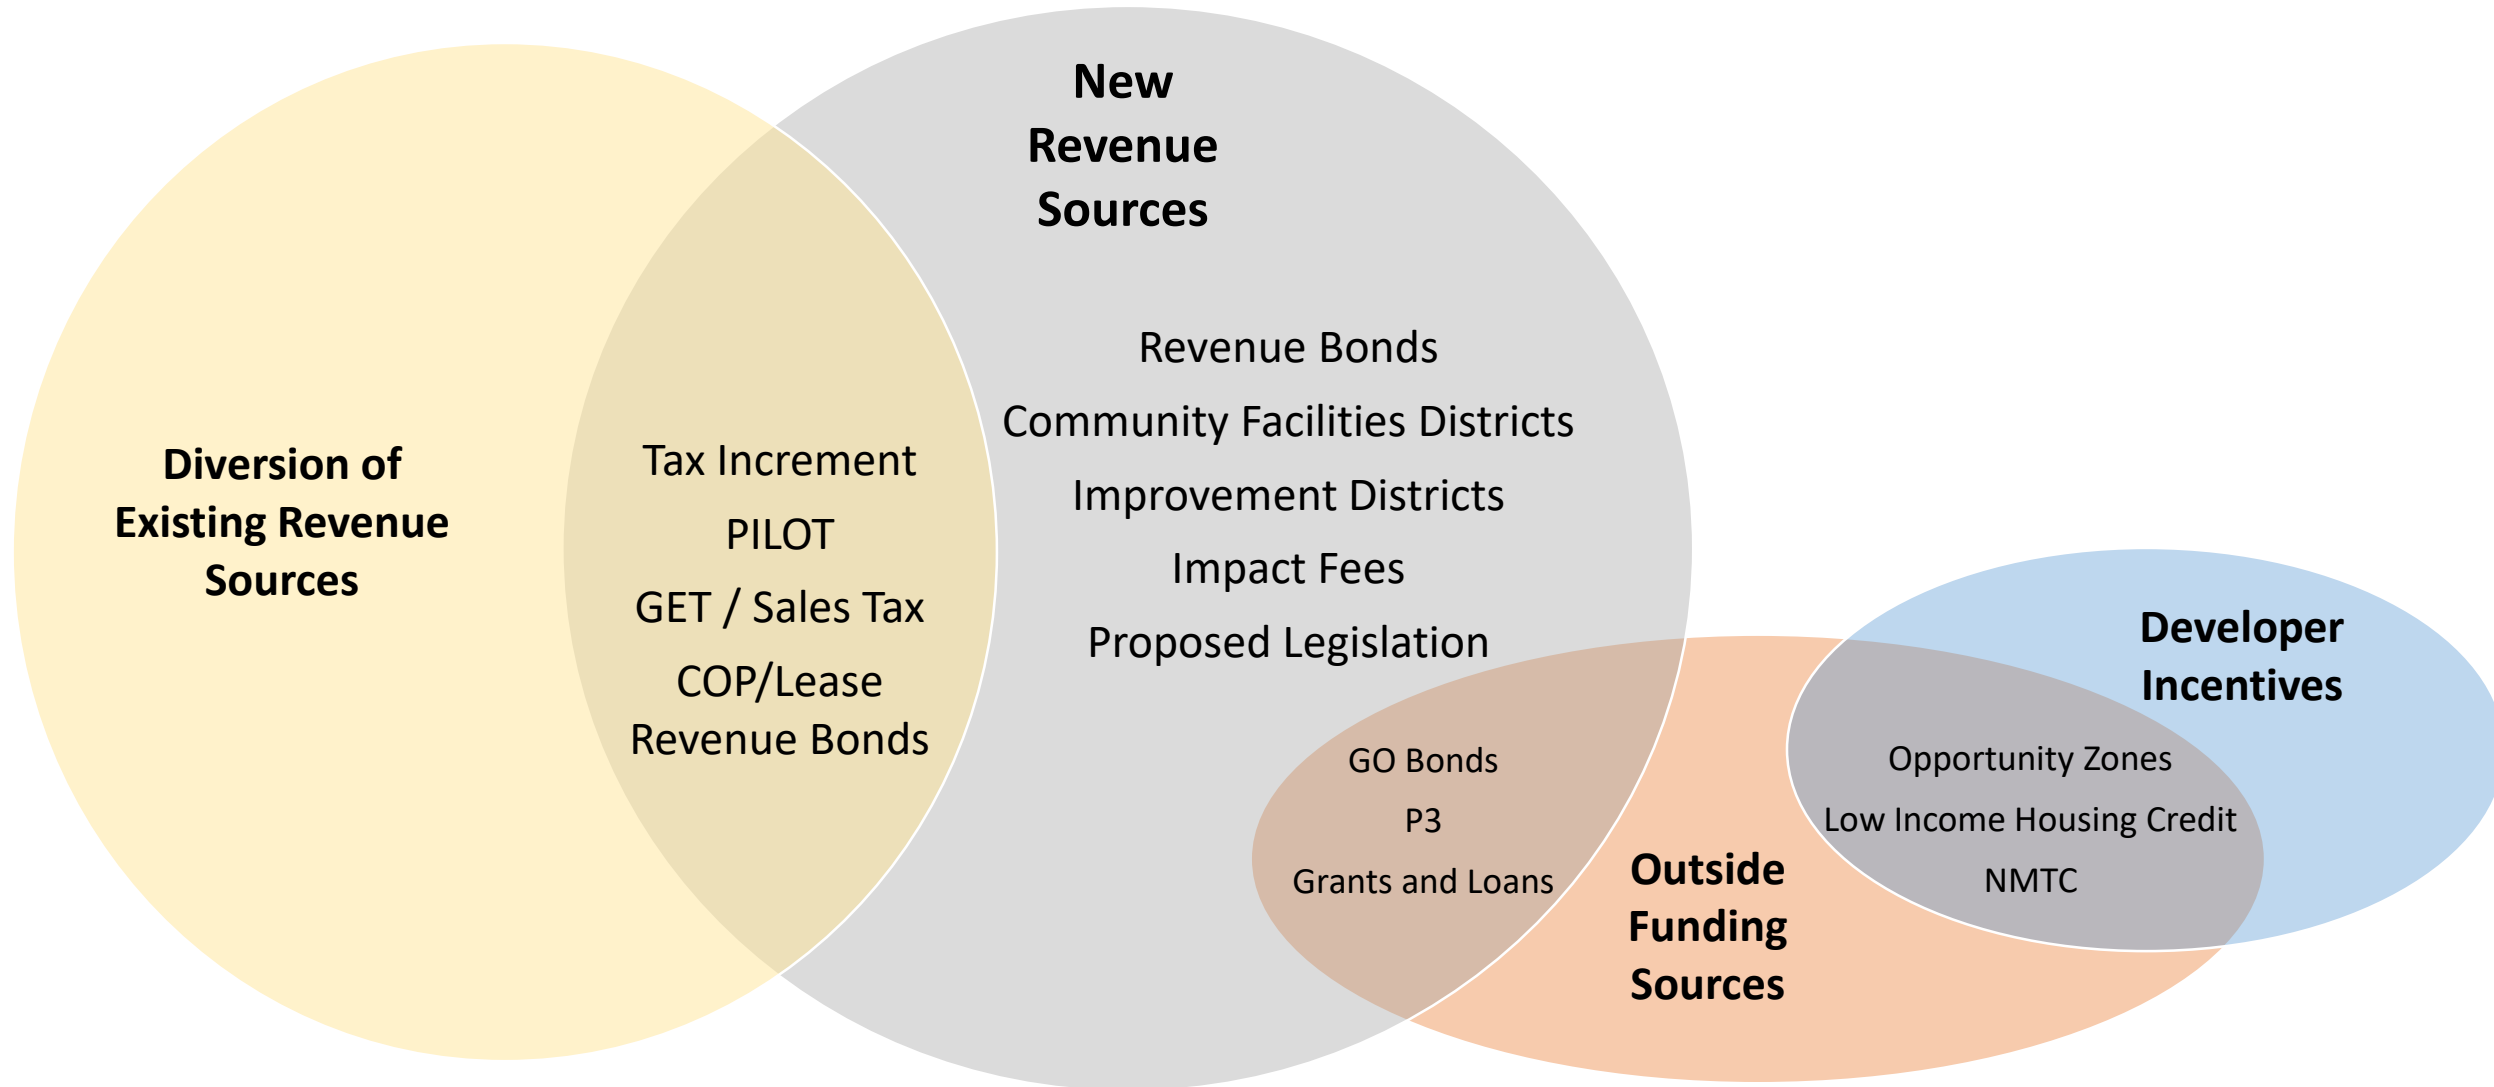 Diversion of
Existing Revenue
Sources
Tax Increment
PILOT
GET / Sales Tax
COP/Lease
Revenue Bonds
New
Revenue
Sources
Revenue Bonds
Community Facilities Districts
Improvement Districts
Impact Fees
Proposed Legislation
GO Bonds
P3
Grants and Loans
Outside
Funding
Sources
Developer
Incentives
Opportunity Zones
Low Income Housing Credit
NMTC